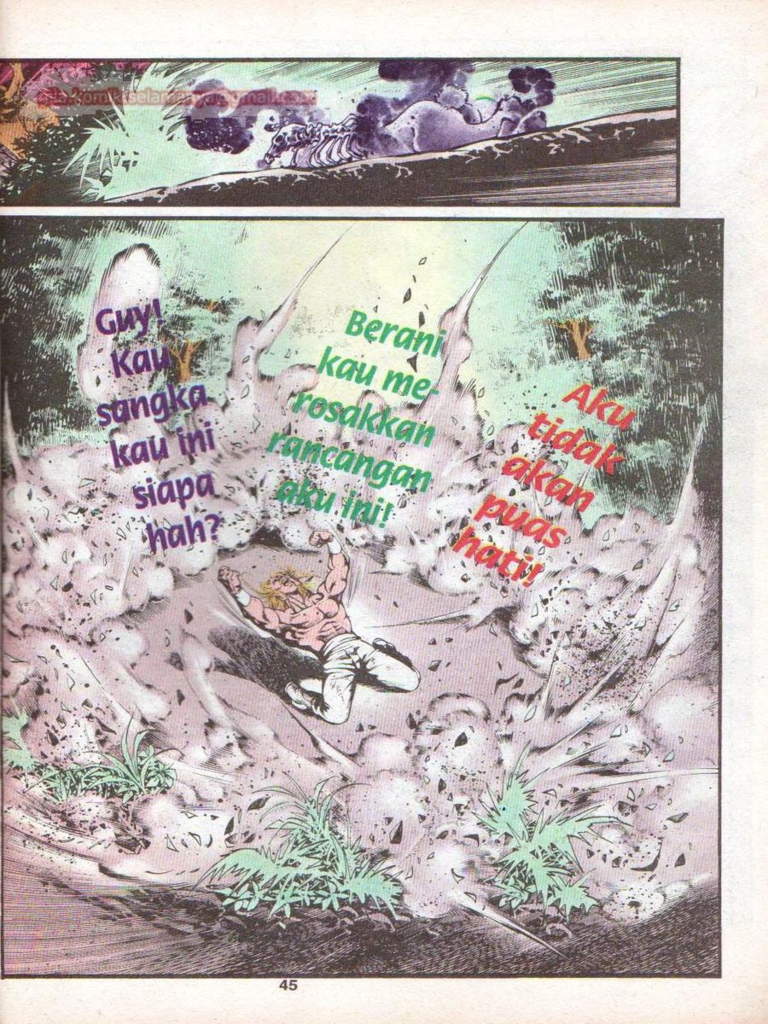 Guy!
Kau
sangka
kau ini
siapa
hah?
Berani
kau me-
rosakkan
rancangan
aku ini!
Aku
tidak
akan
puas
hati!
45